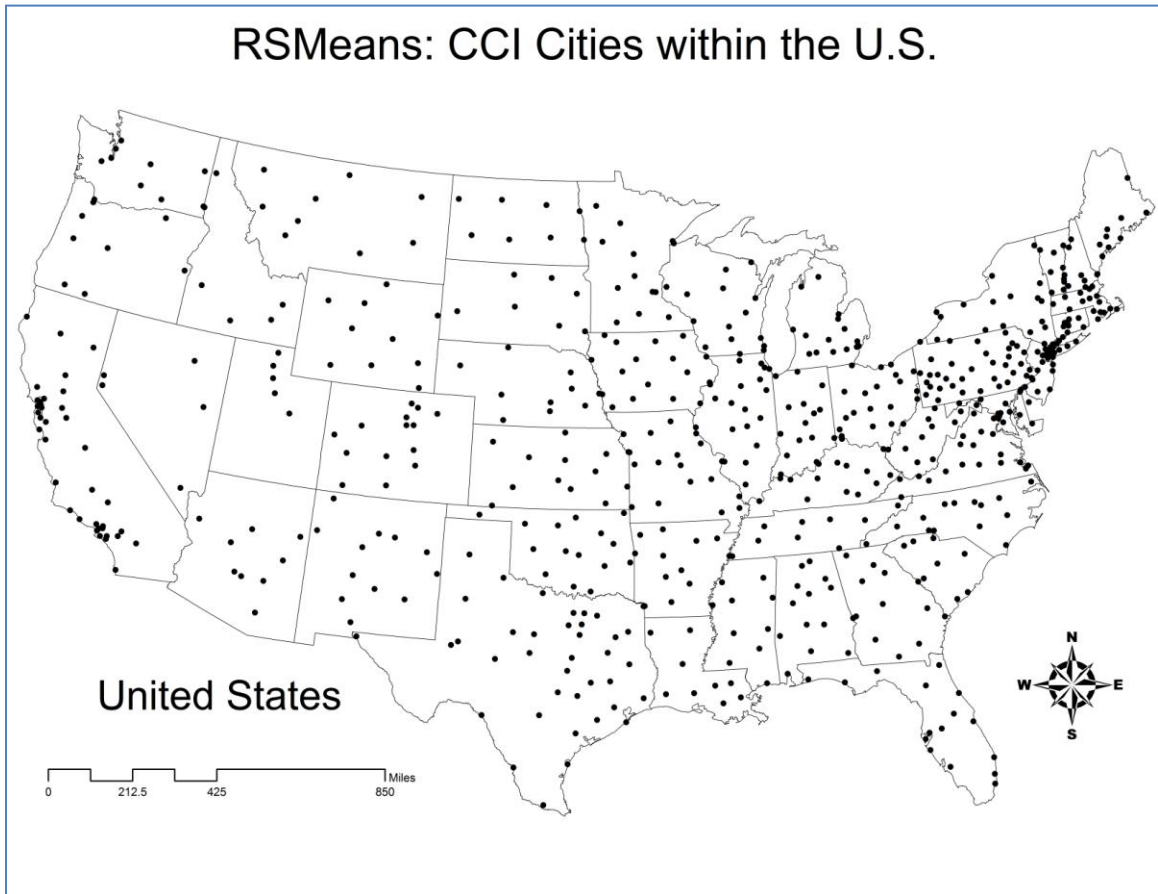 RSMeans: CCI Cities within the U.S.
N
W E
S
United States
Miles
0 212.5 425 850